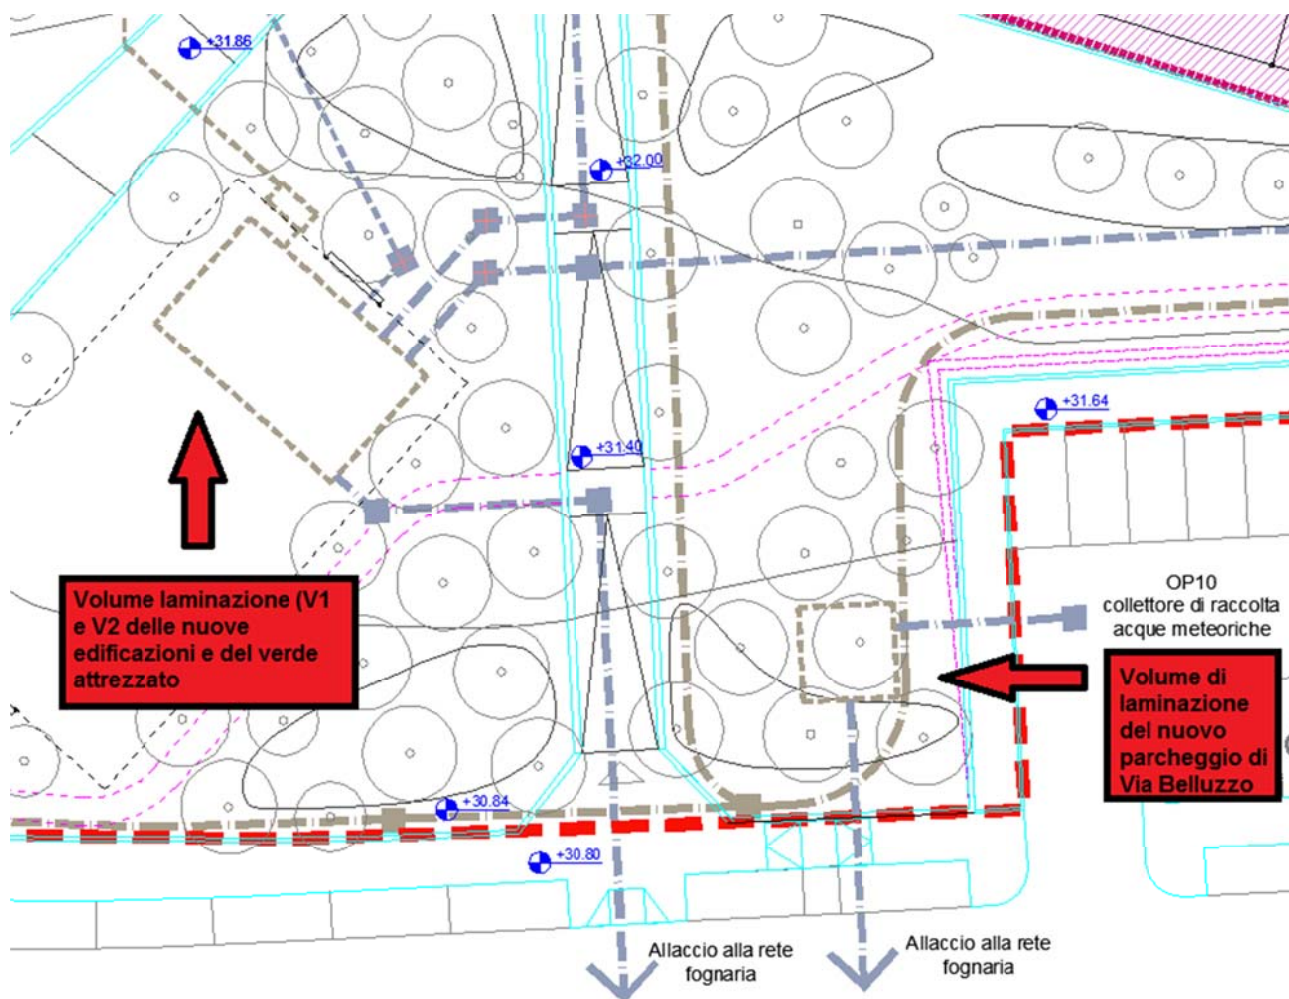 +31.86
+32.00
+31.64
+31.40
OP10
collettore di raccolta
acque meteoriche
Volume laminazione (V1
e V2 delle nuove
edificazioni e del verde
attrezzato
Volume di
laminazione
del nuovo
parcheggio di
Via Belluzzo
+30.84
+30.80
Allaccio alla rete
fognaria
Allaccio alla rete
fognaria